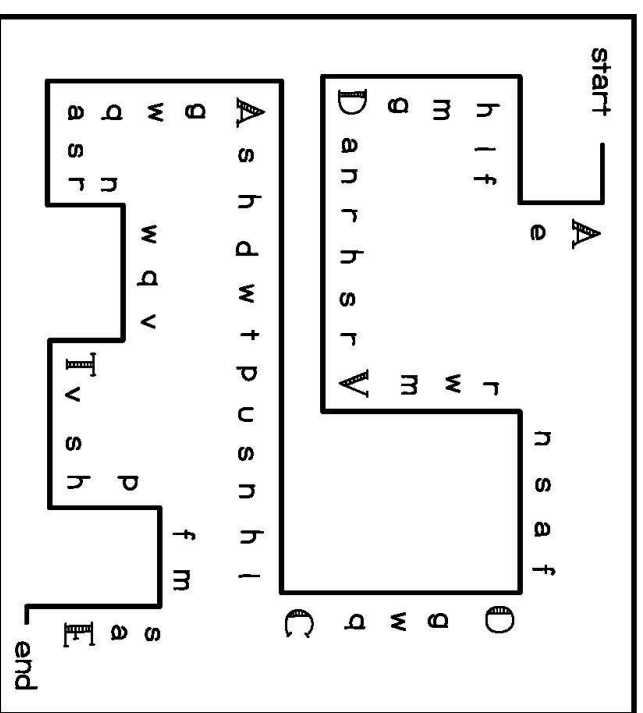 start
A
e n s a f
h l f r O
m w g
g m w
D a n r h s r V q
C
A s h d w t p u s n h l
g
f m
w w q v s
q n p a
a s r I v s h E
end